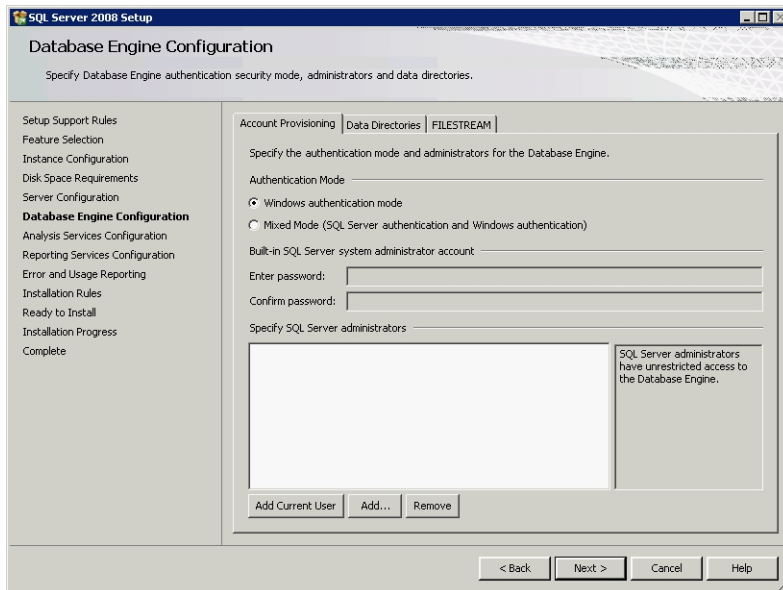 SQL Server 2008 Setup
Database Engine Configuration
Specify Database Engine authentication security mode, administrators and data directories.
Setup Support Rules
Feature Selection
Instance Configuration
Disk Space Requirements
Server Configuration
Database Engine Configuration
Analysis Services Configuration
Reporting Services Configuration
Error and Usage Reporting
Installation Rules
Ready to Install
Installation Progress
Complete
Account Provisioning
Data Directories
FILESTREAM
Specify the authentication mode and administrators for the Database Engine.
Authentication Mode
Windows authentication mode
Mixed Mode (SQL Server authentication and Windows authentication)
Built-in SQL Server system administrator account
Enter password:
Confirm password:
Specify SQL Server administrators
SQL Server administrators
have unrestricted access to
the Database Engine.
Add Current User
Add...
Remove
< Back
Next >
Cancel
Help